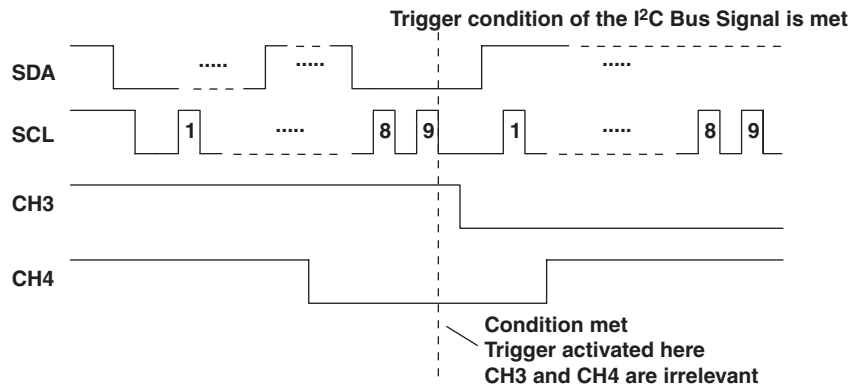 Trigger condition of the I²C Bus Signal is met
SDA ..... ..... .....
SCL 1 ..... 8 9 1 ..... 8 9
CH3
CH4
Condition met
Trigger activated here
CH3 and CH4 are irrelevant